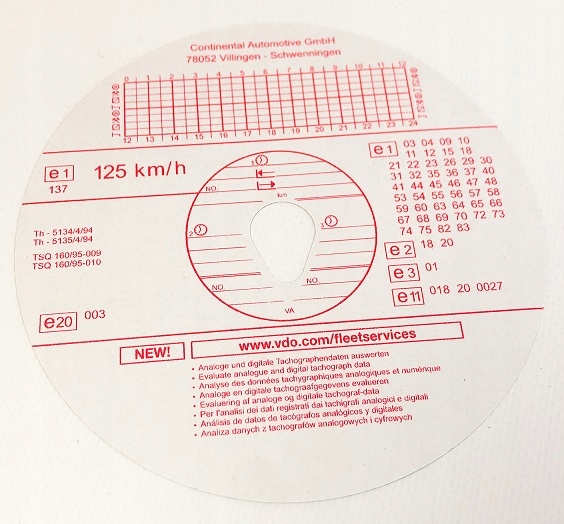 Continental Automotive GmbH
78052 Villingen - Schwenningen
0 1 2 3 4 5 6 7 8 9 10 11 12
12 13 14 15 16 17 18 19 20 21 22 23 24
e1
137
125 km/h
Th - 5134/4/94
Th - 5135/4/94
TSQ 160/95-009
TSQ 160/95-010
e20 003
1
NO.
km
2
3
NO.
NO.
VA
e1 03 04 09 10
11 12 15 18
21 22 23 26 29 30
31 32 35 36 37 40
41 44 45 46 47 48
53 54 55 56 57 58
59 60 63 64 65 66
67 68 69 70 72 73
74 75 82 83
e2 18 20
e3 01
e11 018 20 0027
NEW! www.vdo.com/fleetservices
• Analoge und digitale Tachographendaten auswerten
• Evaluate analogue and digital tachograph data
• Analyse des données tachygraphiques analogiques et numérique
• Analoge en digitale tachograafgegevens evalueren
• Evaluering af analoge og digitale tachograf-data
• Per l'analisi dei dati registrati dai tachigrafi analogici e digitali
• Análisis de datos de tacógrafos analógicos y digitales
• Analiza danych z tachografów analogowych i cyfrowych